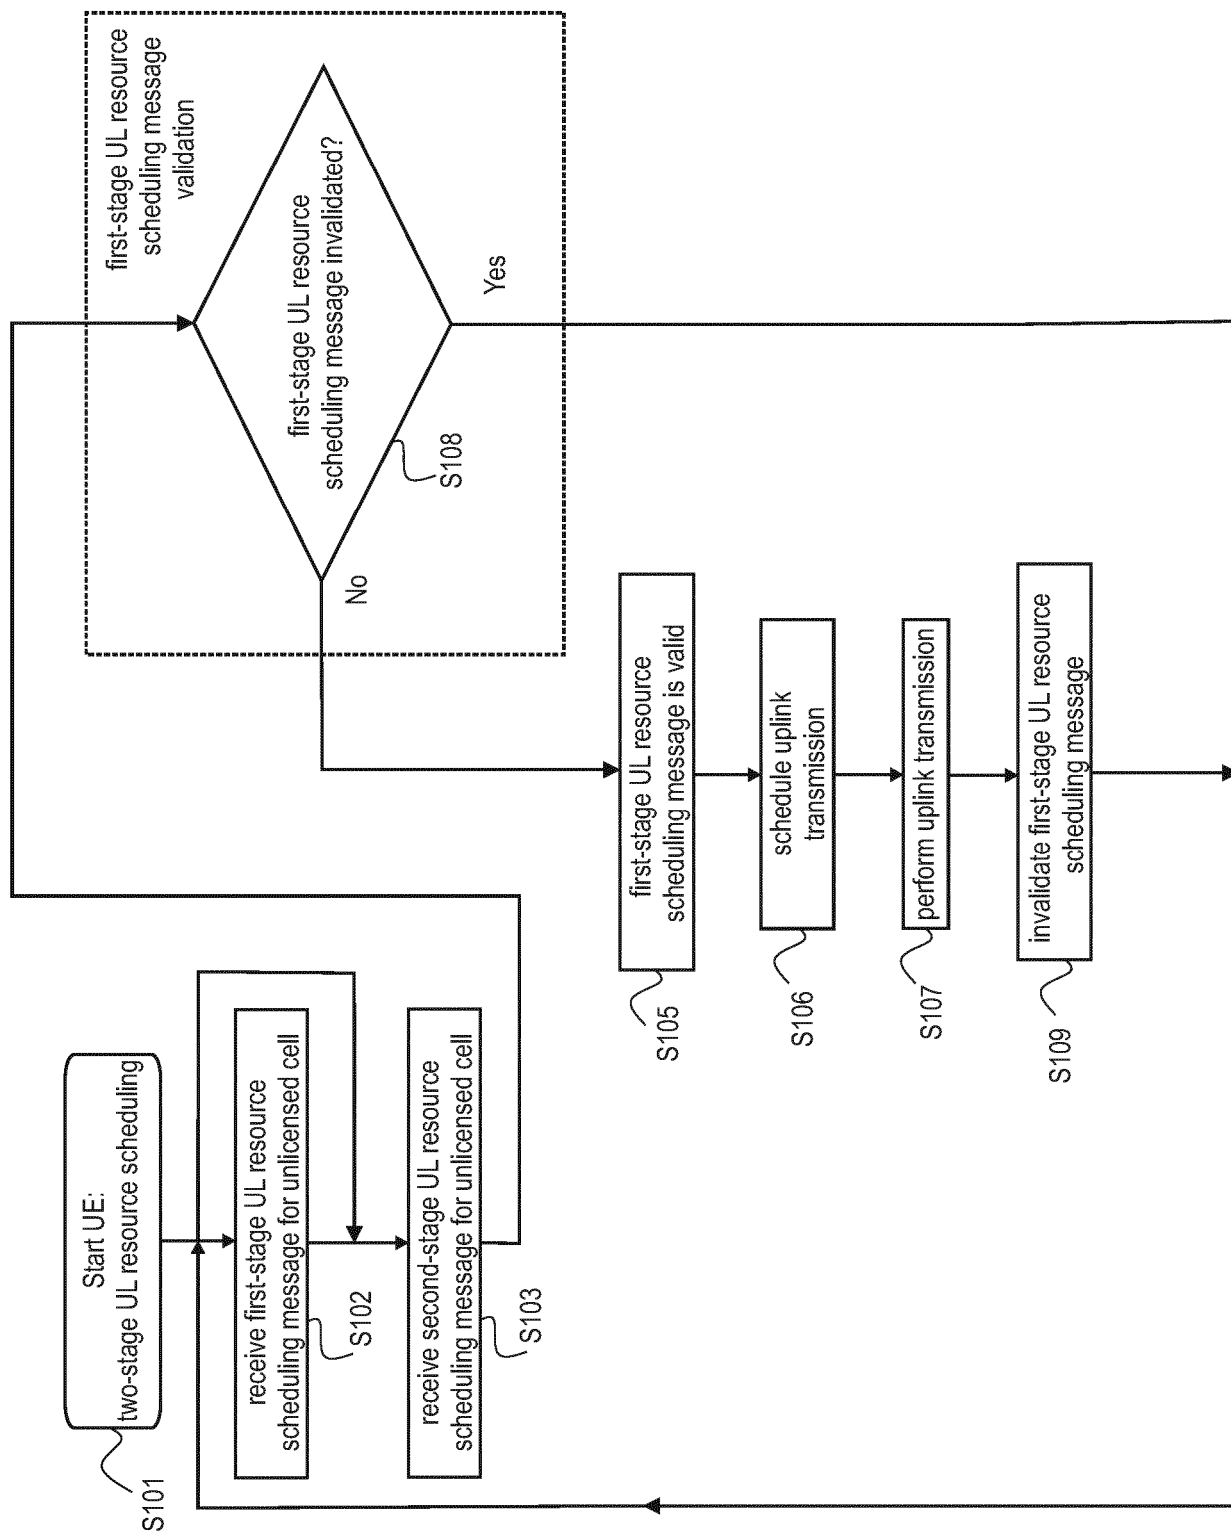 Start UE:
two-stage UL resource scheduling
S101
receive first-stage UL resource
scheduling message for unlicensed cell
S102
receive second-stage UL resource
scheduling message for unlicensed cell
S103
first-stage UL resource
scheduling message
validation
first-stage UL resource
scheduling message invalidated?
S108
No
Yes
first-stage UL resource
scheduling message is valid
S105
schedule uplink
transmission
S106
perform uplink transmission
S107
invalidate first-stage UL resource
scheduling message
S109